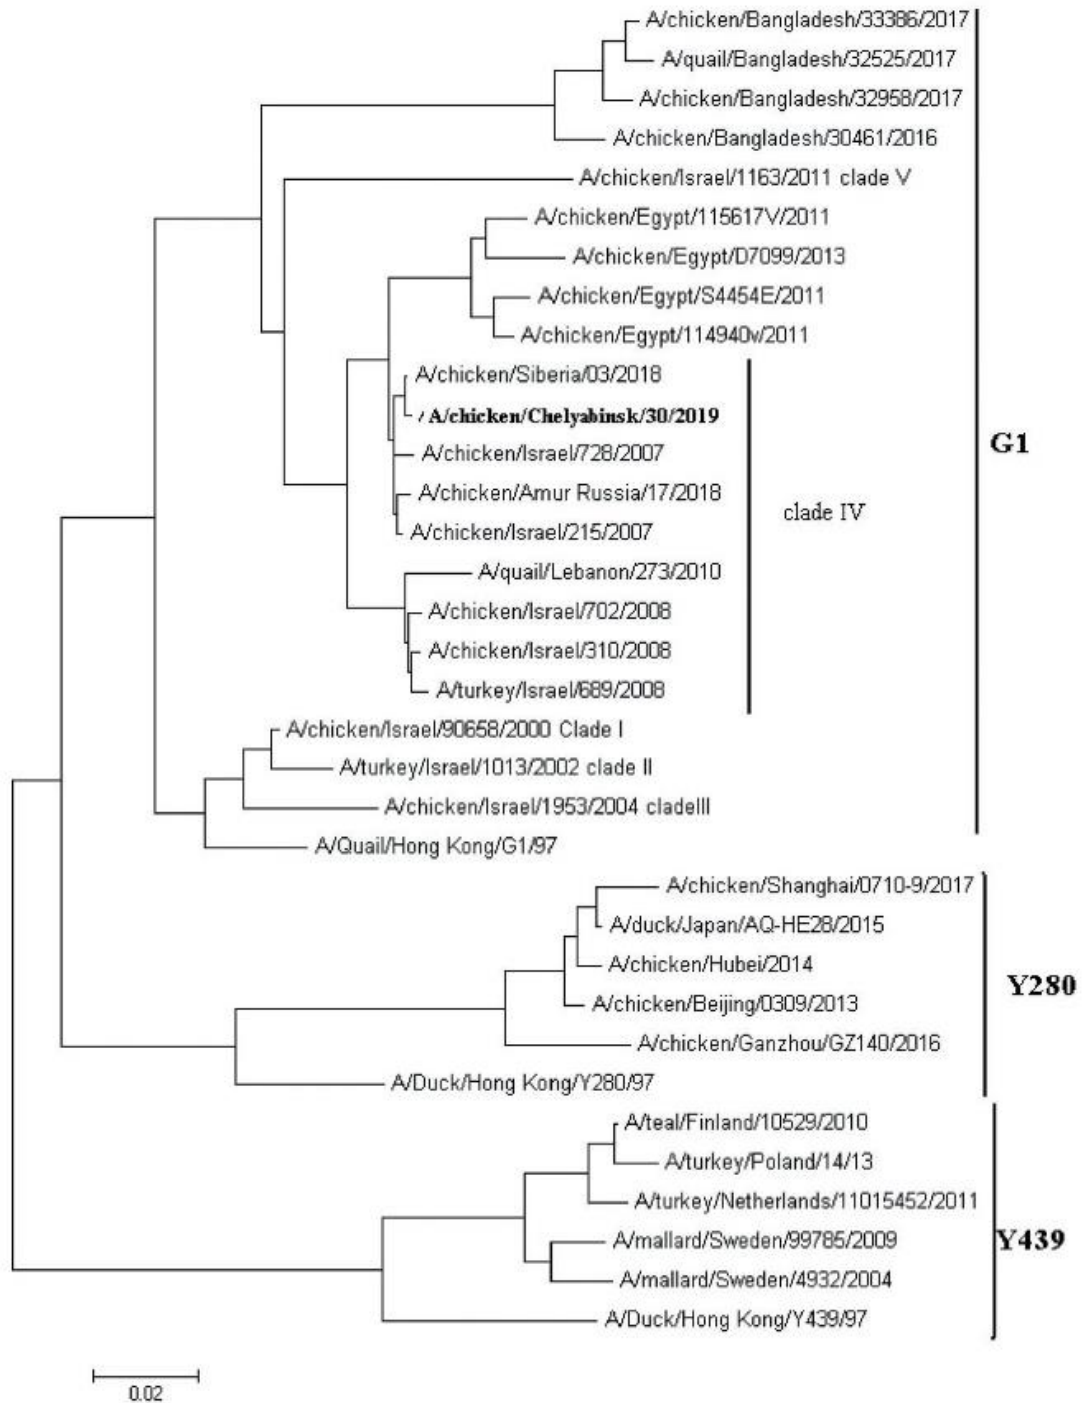 A/chicken/Bangladesh/33386/2017
A/quail/Bangladesh/32525/2017
A/chicken/Bangladesh/32958/2017
A/chicken/Bangladesh/30461/2016
A/chicken/Israel/1163/2011 clade V
A/chicken/Egypt/115617V/2011
A/chicken/Egypt/D7099/2013
A/chicken/Egypt/S4454E/2011
A/chicken/Egypt/114940v/2011
A/chicken/Siberia/03/2018
A/chicken/Chelyabinsk/30/2019
A/chicken/Israel/728/2007
G1
A/chicken/Amur Russia/17/2018
clade IV
A/chicken/Israel/215/2007
A/quail/Lebanon/273/2010
A/chicken/Israel/702/2008
A/chicken/Israel/310/2008
A/turkey/Israel/689/2008
A/chicken/Israel/90658/2000 Clade I
A/turkey/Israel/1013/2002 clade II
A/chicken/Israel/1953/2004 cladeIII
A/Quail/Hong Kong/G1/97
A/chicken/Shanghai/0710-9/2017
A/duck/Japan/AQ-HE28/2015
A/chicken/Hubei/2014
Y280
A/chicken/Beijing/0309/2013
A/chicken/Ganzhou/GZ140/2016
A/Duck/Hong Kong/Y280/97
A/teal/Finland/10529/2010
A/turkey/Poland/14/13
A/turkey/Netherlands/11015452/2011
Y439
A/mallard/Sweden/99785/2009
A/mallard/Sweden/4932/2004
A/Duck/Hong Kong/Y439/97
0.02